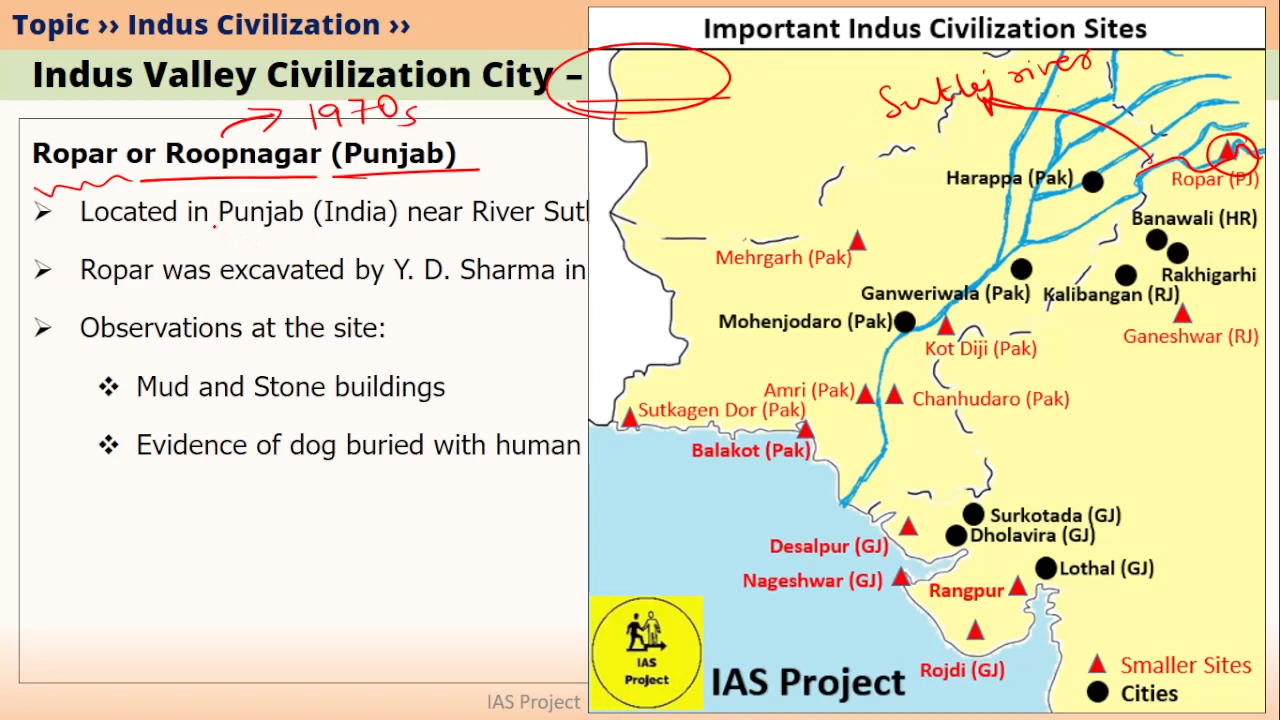 Topic ›› Indus Civilization ››
Indus Valley Civilization City –
1970s
Ropar or Roopnagar (Punjab)
➤ Located in Punjab (India) near River Sutl
➤ Ropar was excavated by Y. D. Sharma in
➤ Observations at the site:
❖ Mud and Stone buildings
❖ Evidence of dog buried with human
IAS Project
Important Indus Civilization Sites
Sutlej river
Harappa (Pak)
Ropar (PJ)
Banawali (HR)
Mehrgarh (Pak)
Rakhigarhi
Ganweriwala (Pak)
Kalibangan (RJ)
Mohenjodaro (Pak)
Ganeshwar (RJ)
Kot Diji (Pak)
Amri (Pak)
Chanhudaro (Pak)
Sutkagen Dor (Pak)
Balakot (Pak)
Surkotada (GJ)
Dholavira (GJ)
Desalpur (GJ)
Lothal (GJ)
Nageshwar (GJ)
Rangpur
Rojdi (GJ)
IAS
Project
IAS Project
Smaller Sites
Cities